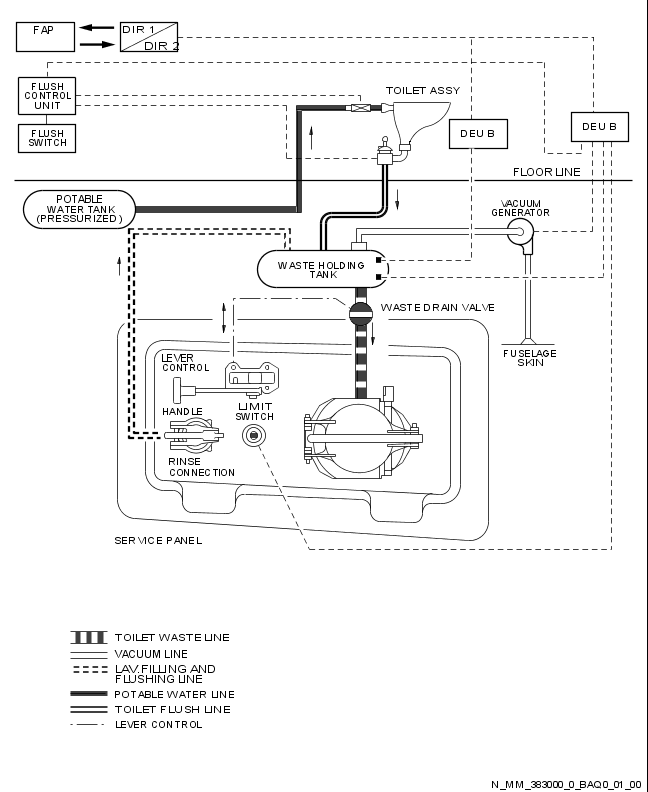 FAP
DIR 1
DIR 2
FLUSH
CONTROL
UNIT
FLUSH
SWITCH
TOILET ASSY
DEU B
DEU B
FLOOR LINE
POTABLE
WATER TANK
(PRESSURIZED)
VACUUM
GENERATOR
WASTE HOLDING
TANK
WASTE DRAIN VALVE
FUSELAGE
SKIN
LEVER
CONTROL
HANDLE
LIMIT
SWITCH
RINSE
CONNECTION
SERVICE PANEL
TOILET WASTE LINE
VACUUM LINE
LAV.FILLING AND
FLUSHING LINE
POTABLE WATER LINE
TOILET FLUSH LINE
LEVER CONTROL
N_MM_383000_0_BAQ0_01_00